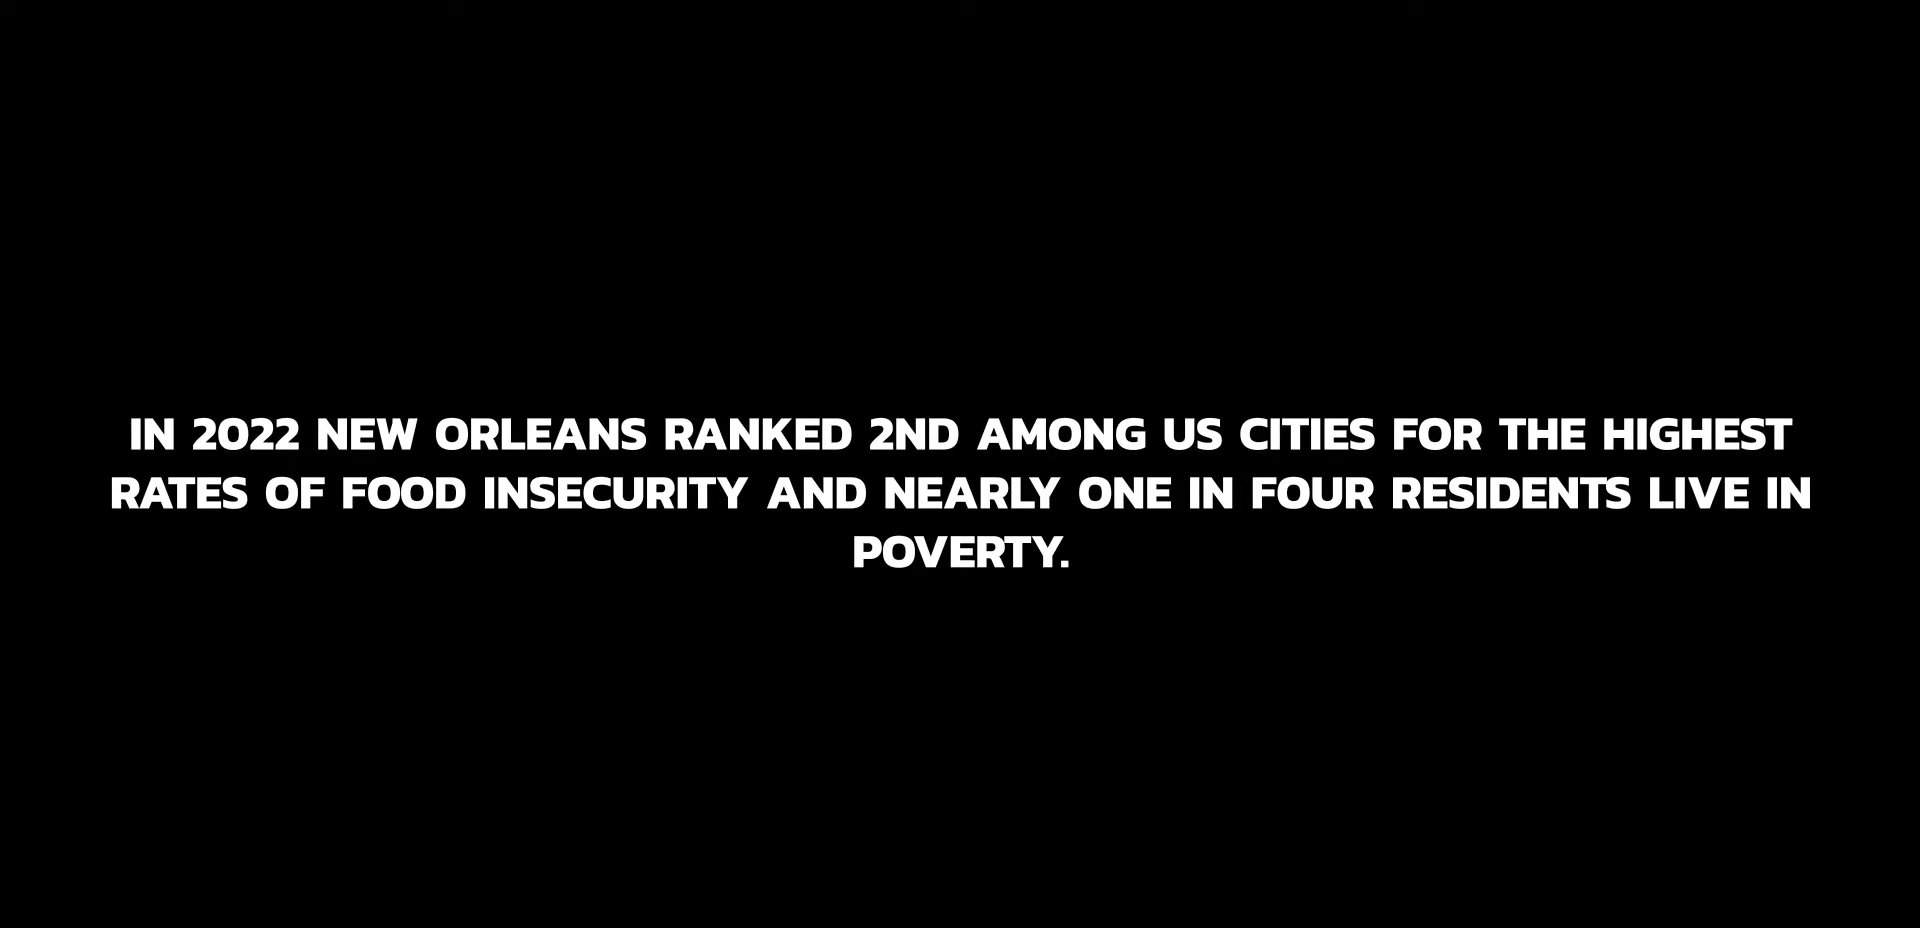 IN 2022 NEW ORLEANS RANKED 2ND AMONG US CITIES FOR THE HIGHEST
RATES OF FOOD INSECURITY AND NEARLY ONE IN FOUR RESIDENTS LIVE IN
POVERTY.